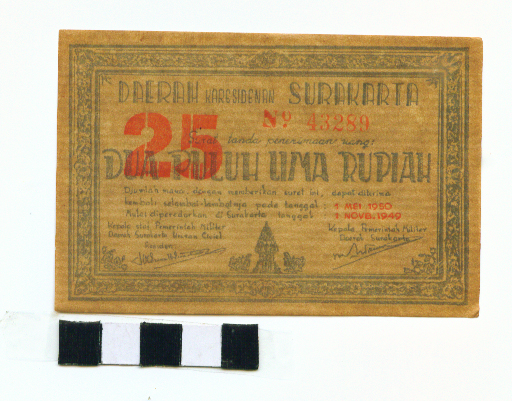 DAERAH KARESIDENAN SURAKARTA
25
No 43289
Surat tanda penerimaan uang:
DUA PULUH LIMA RUPIAH
Djumlah mana, dengan memberikan surat ini, dapat diterima
kembali selambat-lambatnja pada tanggal : 1 MEI 1950
Mulai diperedarkan di Surakarta tanggal : 1 NOVB. 1949
Kepala staf Pemerintah Militer
Daerah Surakarta Urusan Civiel
Residen
Kepala Pemerintah Militer
Daerah Surakarta